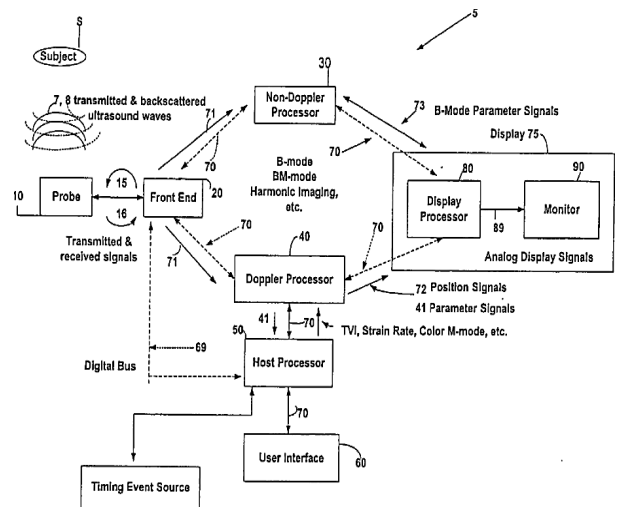 S
5
Subject
30
Non-Doppler
Processor
7, 8 transmitted & backscattered
ultrasound waves
71
73
B-Mode Parameter Signals
70
70
Display 75
B-mode
BM-mode
Harmonic Imaging,
etc.
80
90
20
10
Probe
15
16
Front End
Display
Processor
Monitor
89
40
70
70
Transmitted &
received signals
71
Doppler Processor
Analog Display Signals
72 Position Signals
41 Parameter Signals
41
70
TVI, Strain Rate, Color M-mode, etc.
50
69
Digital Bus
Host Processor
70
User Interface
60
Timing Event Source